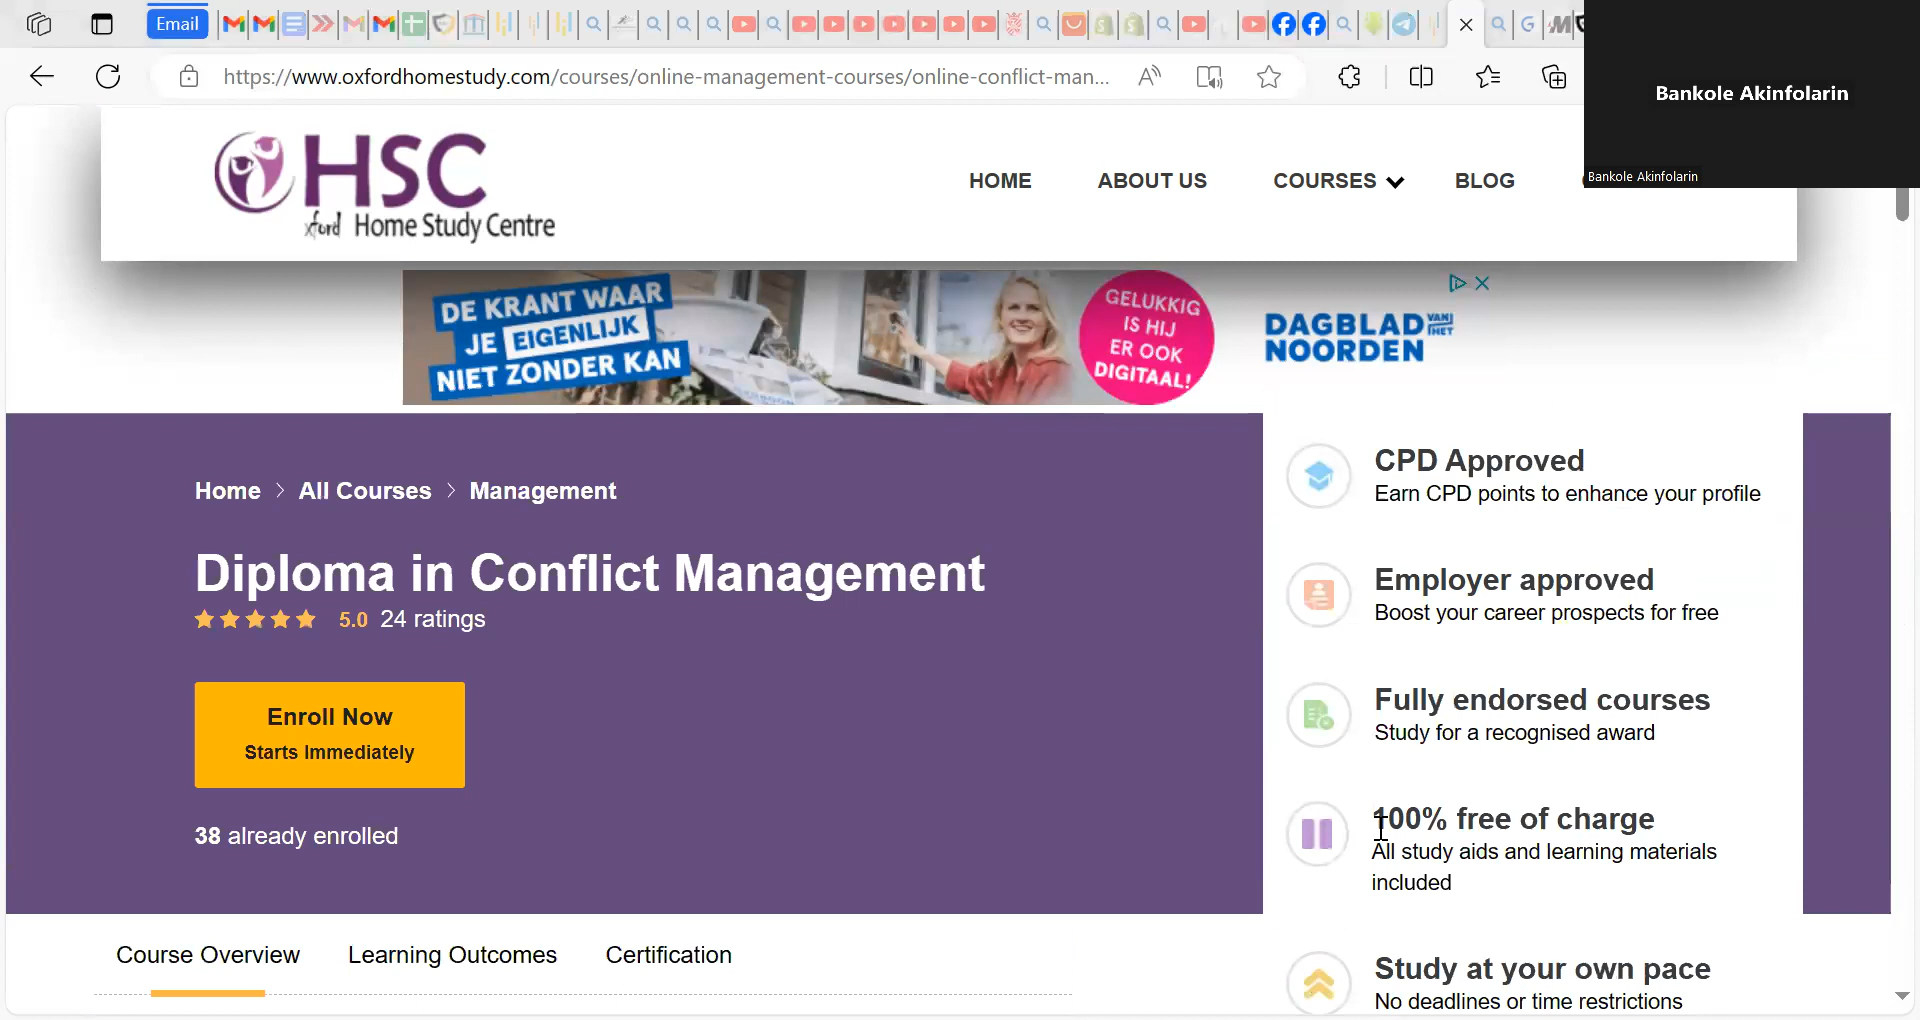 Email
https://www.oxfordhomestudy.com/courses/online-management-courses/online-conflict-man...
Bankole Akinfolarin
Bankole Akinfolarin
HSC
xford Home Study Centre
HOME
ABOUT US
COURSES
BLOG
DE KRANT WAAR
JE EIGENLIJK
NIET ZONDER KAN
GELUKKIG
IS HIJ
ER OOK
DIGITAAL!
DAGBLAD VAN HET
NOORDEN
Home > All Courses > Management
Diploma in Conflict Management
5.0 24 ratings
Enroll Now
Starts Immediately
38 already enrolled
CPD Approved
Earn CPD points to enhance your profile
Employer approved
Boost your career prospects for free
Fully endorsed courses
Study for a recognised award
100% free of charge
All study aids and learning materials
included
Study at your own pace
No deadlines or time restrictions
Course Overview
Learning Outcomes
Certification